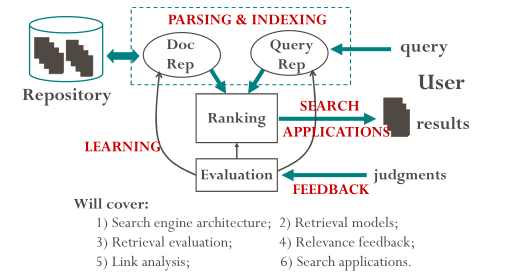 PARSING & INDEXING
Doc
Rep
Query
Rep
query
Repository
User
Ranking
SEARCH
APPLICATIONS
results
LEARNING
Evaluation
judgments
FEEDBACK
Will cover:
1) Search engine architecture; 2) Retrieval models;
3) Retrieval evaluation; 4) Relevance feedback;
5) Link analysis; 6) Search applications.